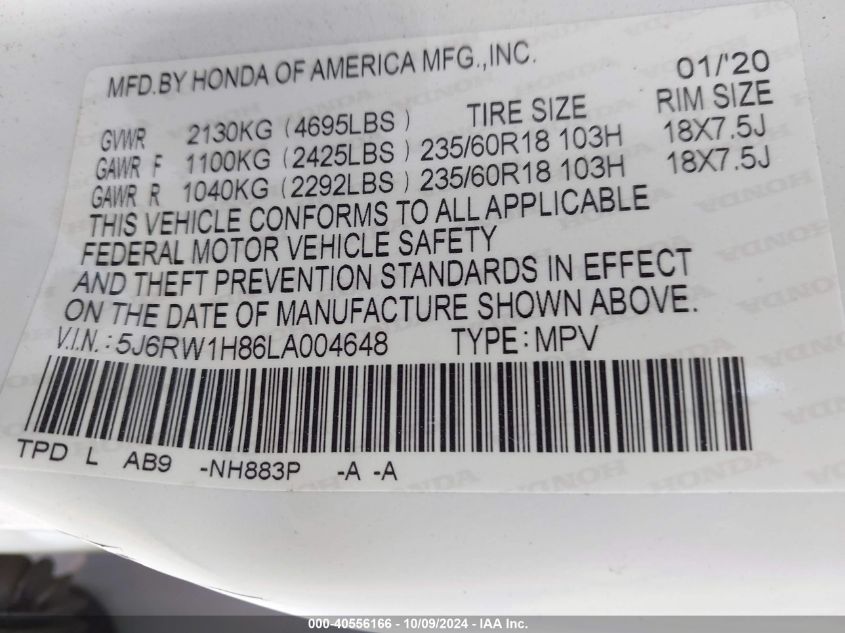 MFD.BY HONDA OF AMERICA MFG.,INC. 01/'20
TIRE SIZE RIM SIZE
GVWR 2130KG (4695LBS)
GAWR F 1100KG (2425LBS) 235/60R18 103H 18X7.5J
GAWR R 1040KG (2292LBS) 235/60R18 103H 18X7.5J
THIS VEHICLE CONFORMS TO ALL APPLICABLE
FEDERAL MOTOR VEHICLE SAFETY
AND THEFT PREVENTION STANDARDS IN EFFECT
ON THE DATE OF MANUFACTURE SHOWN ABOVE.
V.I.N.: 5J6RW1H86LA004648 TYPE: MPV
TPD L AB9 -NH883P -A -A
000-40556166 - 10/09/2024 - IAA Inc.